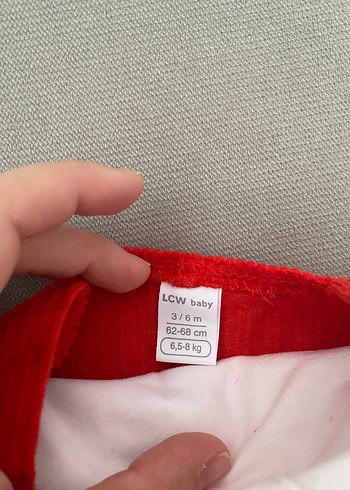 LCW baby
3 / 6 m
62-68 cm
6,5-8 kg